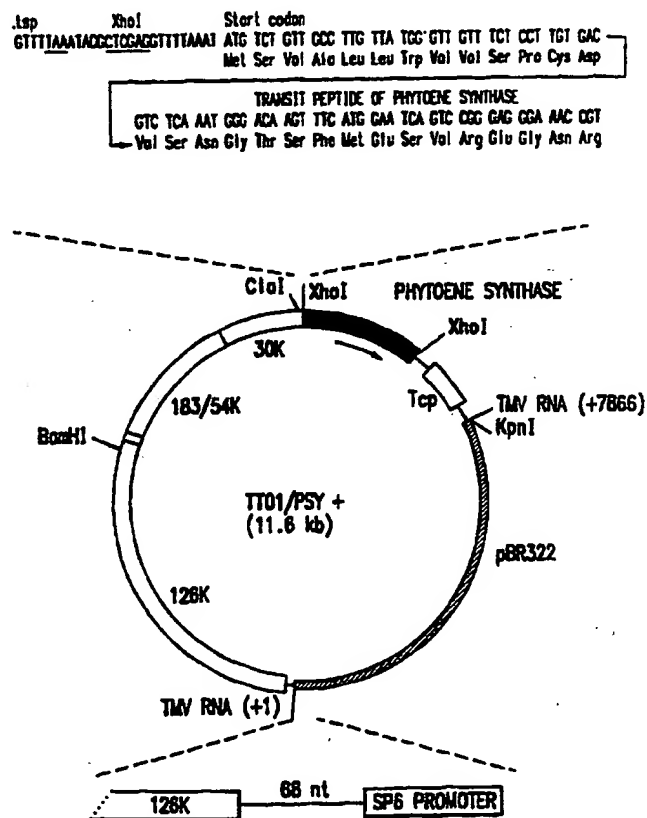 .tsp XhoI Start codon
GTTTTAAATACGCTCGAGGTTTTAAAT ATG TCT GTT GCC TTG TTA TGG GTT GTT TCT CCT TGT GAC
Met Ser Val Ala Leu Leu Trp Val Val Ser Pro Cys Asp
TRANSIT PEPTIDE OF PHYTOENE SYNTHASE
GTC TCA AAT GGG ACA AGT TTC ATG GAA TCA GTC CGG GAG GGA AAC CGT
Val Ser Asn Gly Thr Ser Phe Met Glu Ser Val Arg Glu Gly Asn Arg
ClaI XhoI PHYTOENE SYNTHASE
XhoI
30K
Tcp
TMV RNA (+7866)
KpnI
183/54K
BamHI
TTO1/PSY +
(11.6 kb)
pBR322
126K
TMV RNA (+1)
68 nt
126K SP6 PROMOTER